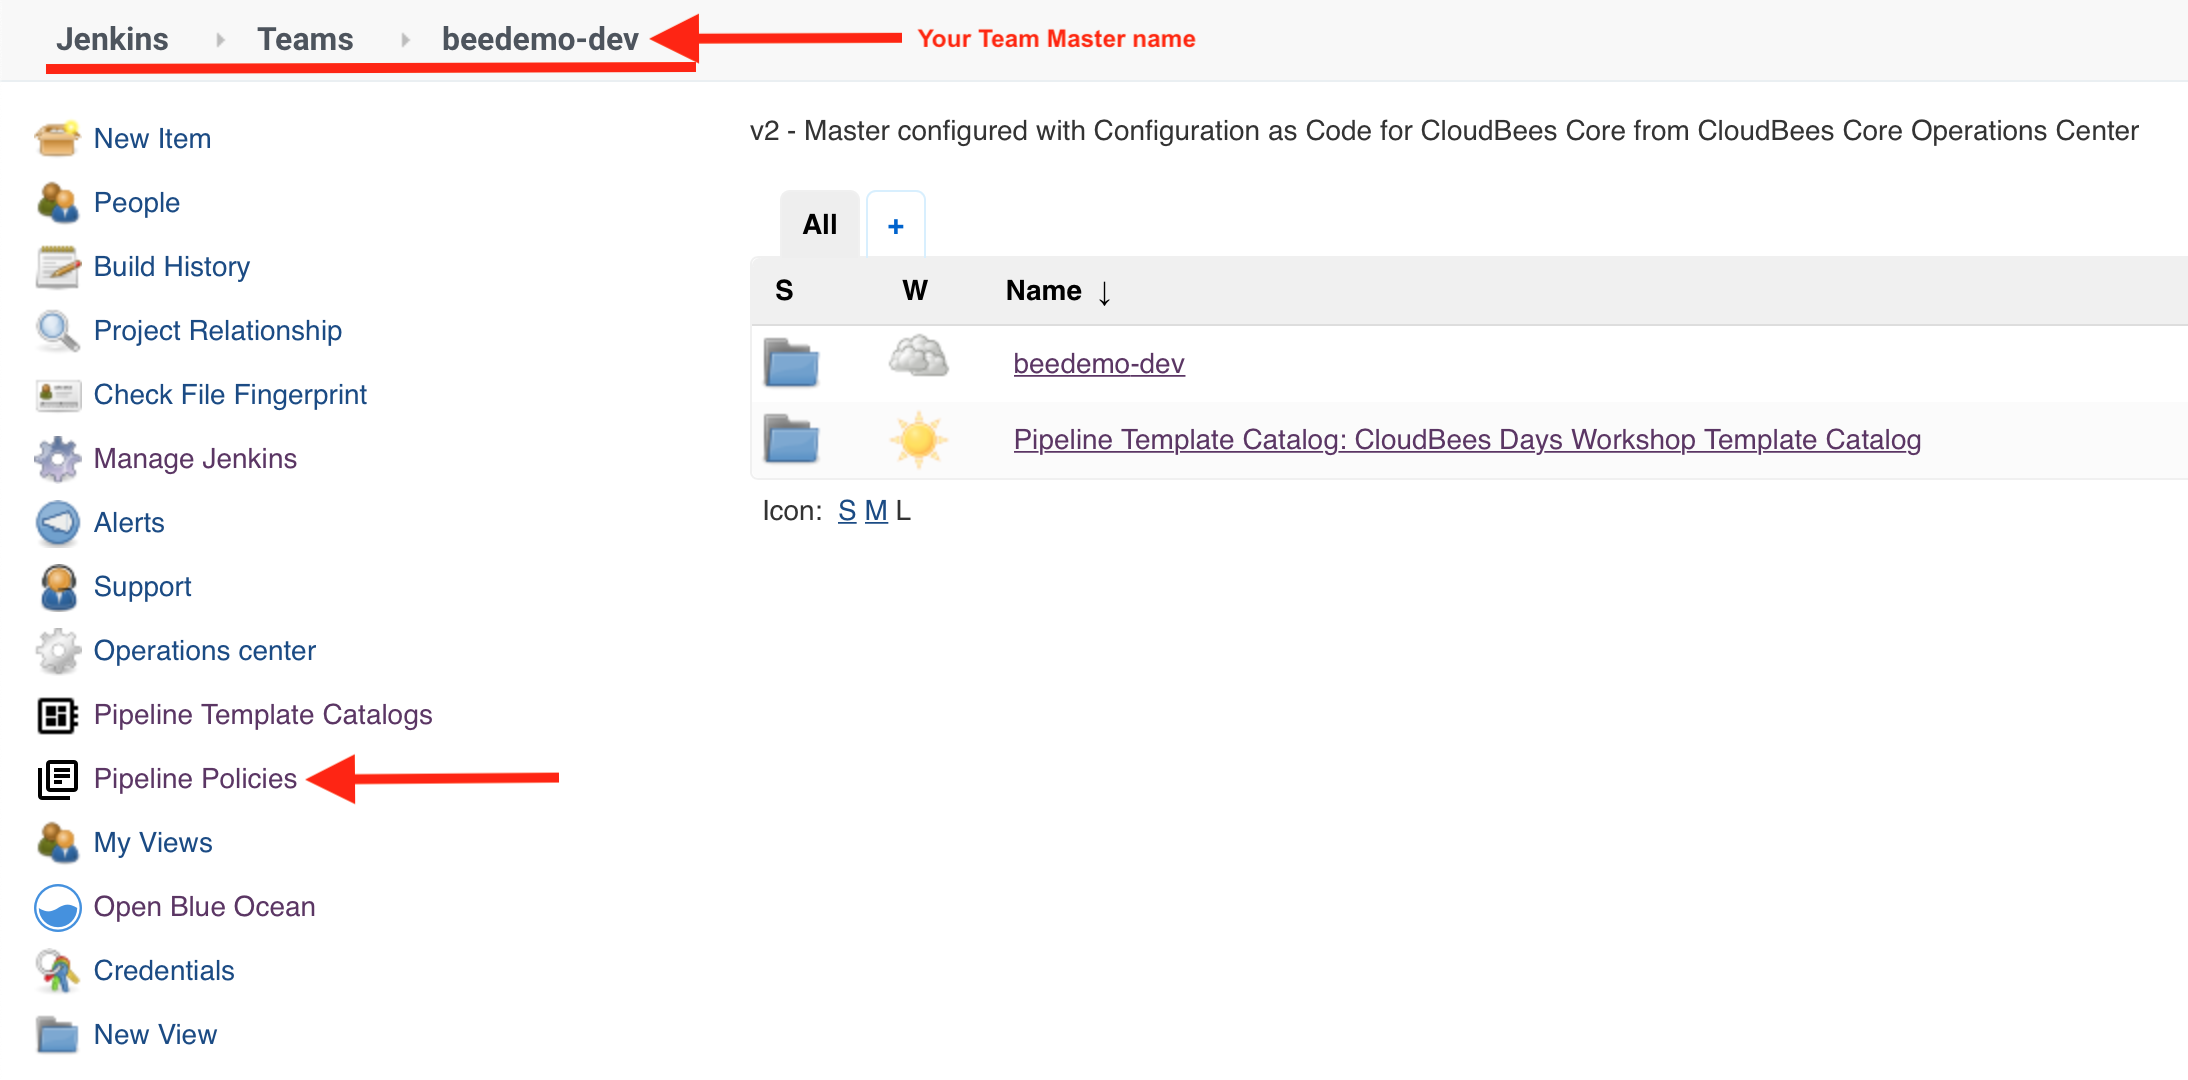 Jenkins Teams beedemo-dev Your Team Master name
New Item
People
Build History
Project Relationship
Check File Fingerprint
Manage Jenkins
Alerts
Support
Operations center
Pipeline Template Catalogs
Pipeline Policies
My Views
Open Blue Ocean
Credentials
New View
v2 - Master configured with Configuration as Code for CloudBees Core from CloudBees Core Operations Center
All +
S W Name ↓
beedemo-dev
Pipeline Template Catalog: CloudBees Days Workshop Template Catalog
Icon: S M L